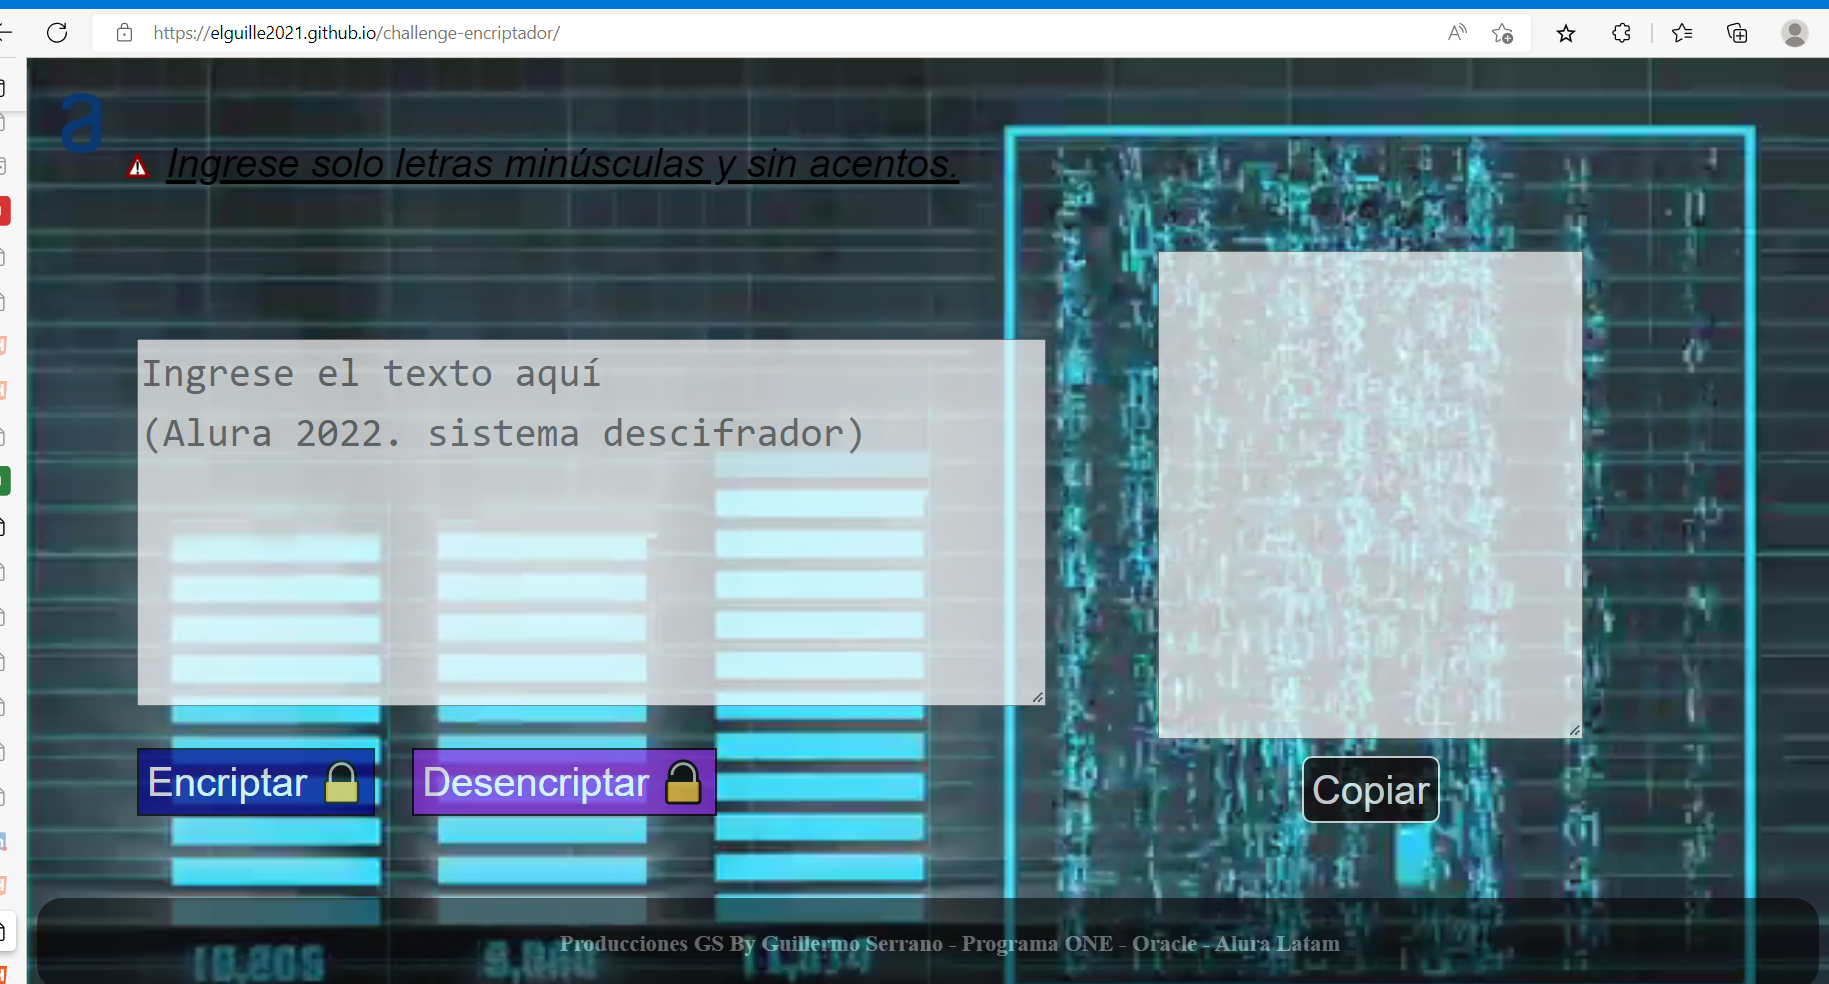 https://elguille2021.github.io/challenge-encriptador/
a
Ingrese solo letras minúsculas y sin acentos.
Ingrese el texto aquí
(Alura 2022. sistema descifrador)
Encriptar
Desencriptar
Copiar
Producciones GS By Guillermo Serrano - Programa ONE - Oracle - Alura Latam